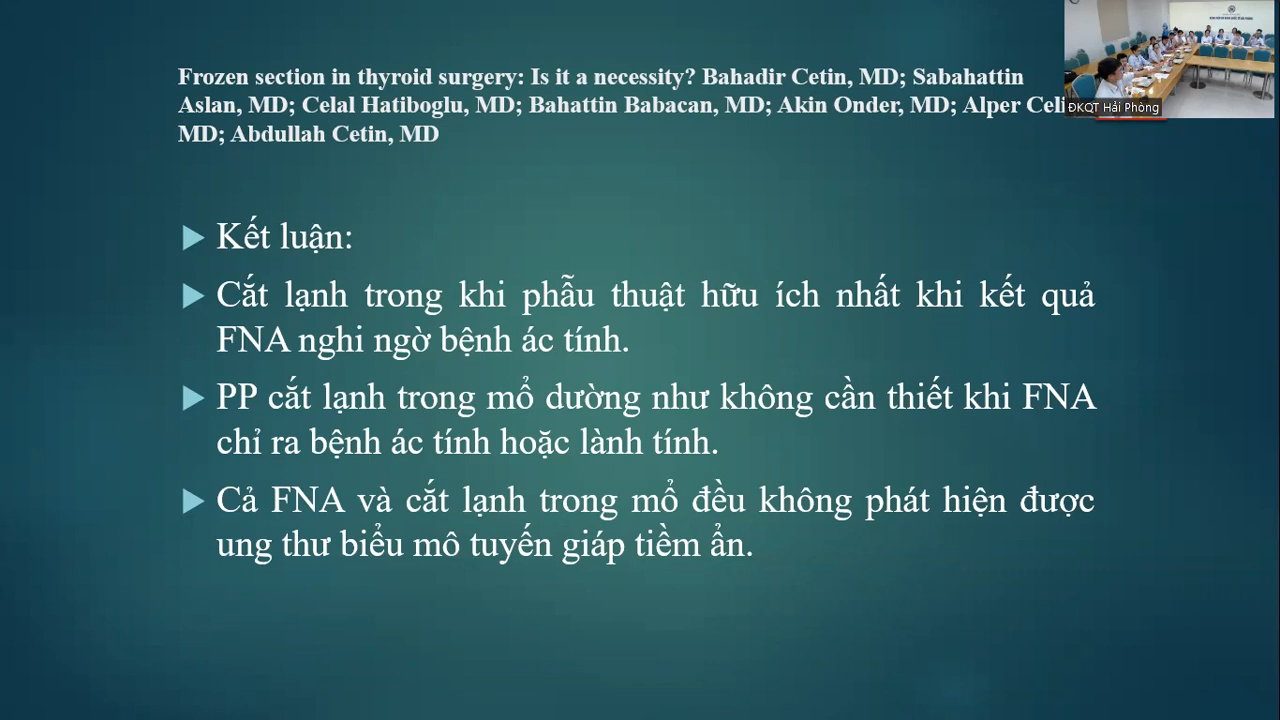 Frozen section in thyroid surgery: Is it a necessity? Bahadir Cetin, MD; Sabahattin
Aslan, MD; Celal Hatiboglu, MD; Bahattin Babacan, MD; Akin Onder, MD; Alper
MD; Abdullah Cetin, MD
ĐKQT Hải Phòng
Kết luận:
Cắt lạnh trong khi phẫu thuật hữu ích nhất khi kết quả
FNA nghi ngờ bệnh ác tính.
PP cắt lạnh trong mổ dường như không cần thiết khi FNA
chỉ ra bệnh ác tính hoặc lành tính.
Cả FNA và cắt lạnh trong mổ đều không phát hiện được
ung thư biểu mô tuyến giáp tiềm ẩn.